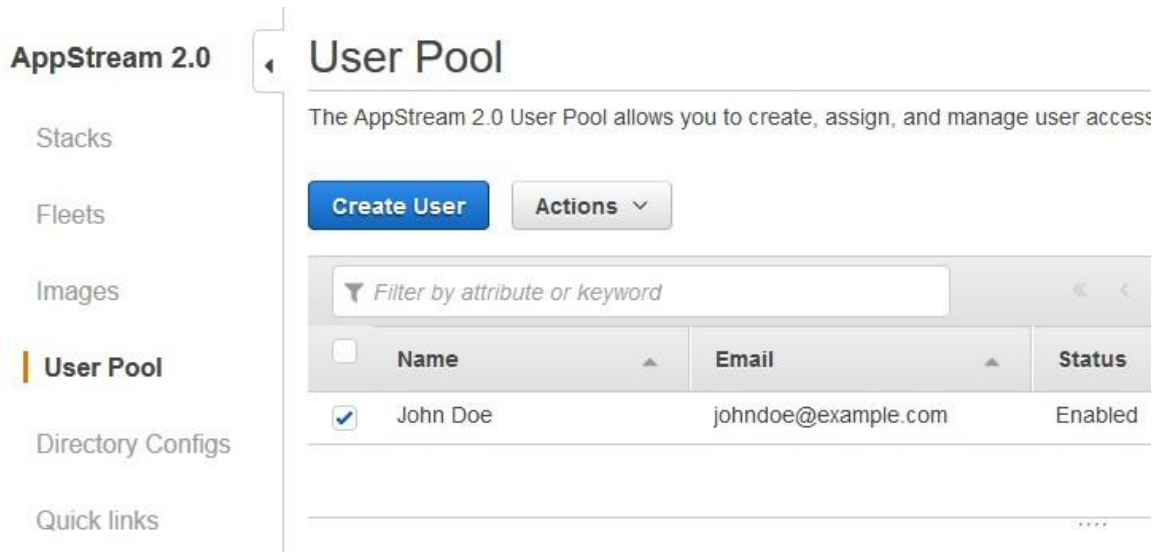 AppStream 2.0
Stacks
Fleets
Images
User Pool
Directory Configs
Quick links
User Pool
The AppStream 2.0 User Pool allows you to create, assign, and manage user access
Create User
Actions
Filter by attribute or keyword
Name Email Status
John Doe johndoe@example.com Enabled